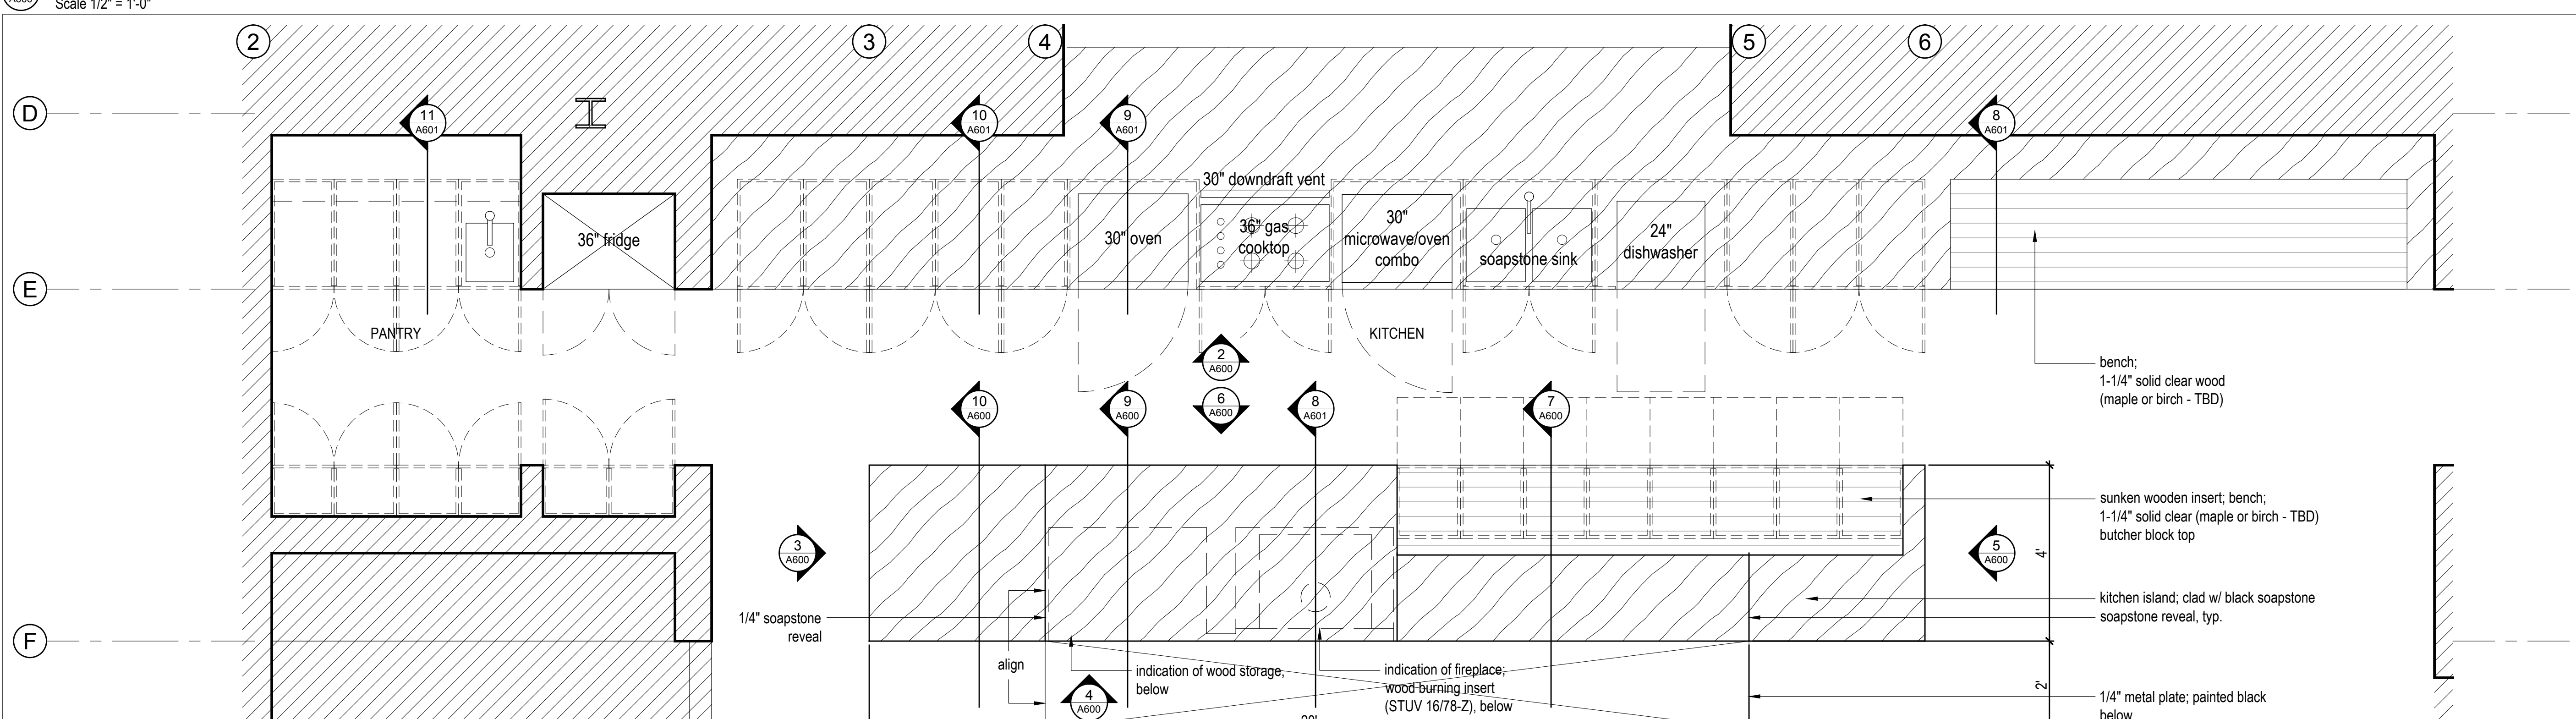 A600
Scale 1/2" = 1'-0"
2
3
4
5
6
D
11
A601
10
A601
9
A601
8
A601
30" downdraft vent
36" fridge
30" oven
36" gas
cooktop
30"
microwave/oven
combo
soapstone sink
24"
dishwasher
E
PANTRY
KITCHEN
2
A600
bench;
1-1/4" solid clear wood
(maple or birch - TBD)
10
A600
9
A600
6
A600
8
A601
7
A600
sunken wooden insert; bench;
1-1/4" solid clear (maple or birch - TBD)
butcher block top
3
A600
5
A600
4'
kitchen island; clad w/ black soapstone
soapstone reveal, typ.
1/4" soapstone
reveal
F
align
indication of wood storage,
below
indication of fireplace;
wood burning insert
(STUV 16/78-Z), below
4
A600
2'
1/4" metal plate; painted black
below
20'